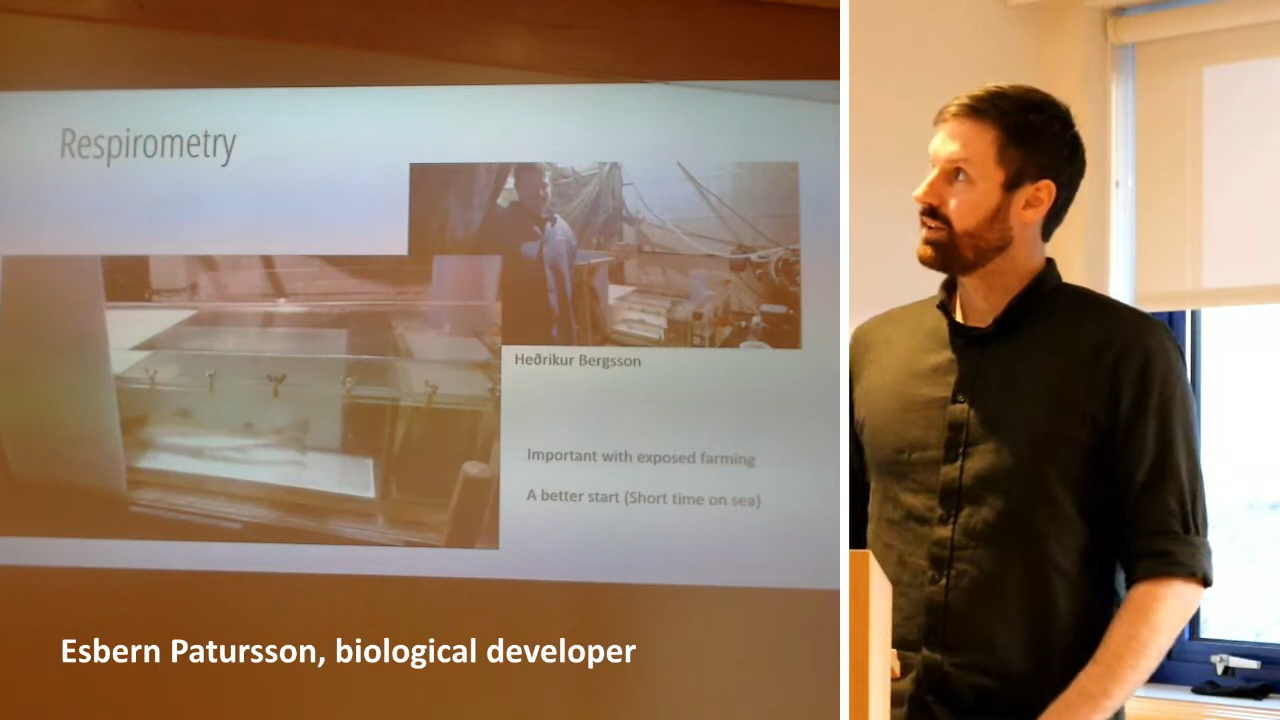 Respirometry
Heðrikur Bergsson
Important with exposed farming
A better start (Short time on sea)
Esbern Patursson, biological developer